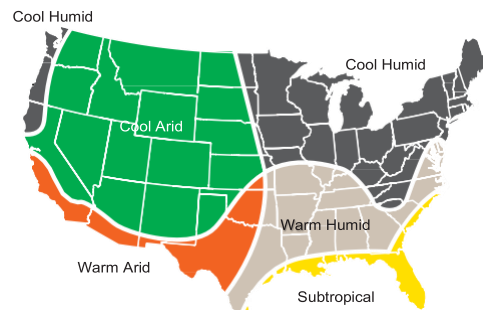 Cool Humid
Cool Humid
Cool Arid
Warm Humid
Warm Arid
Subtropical